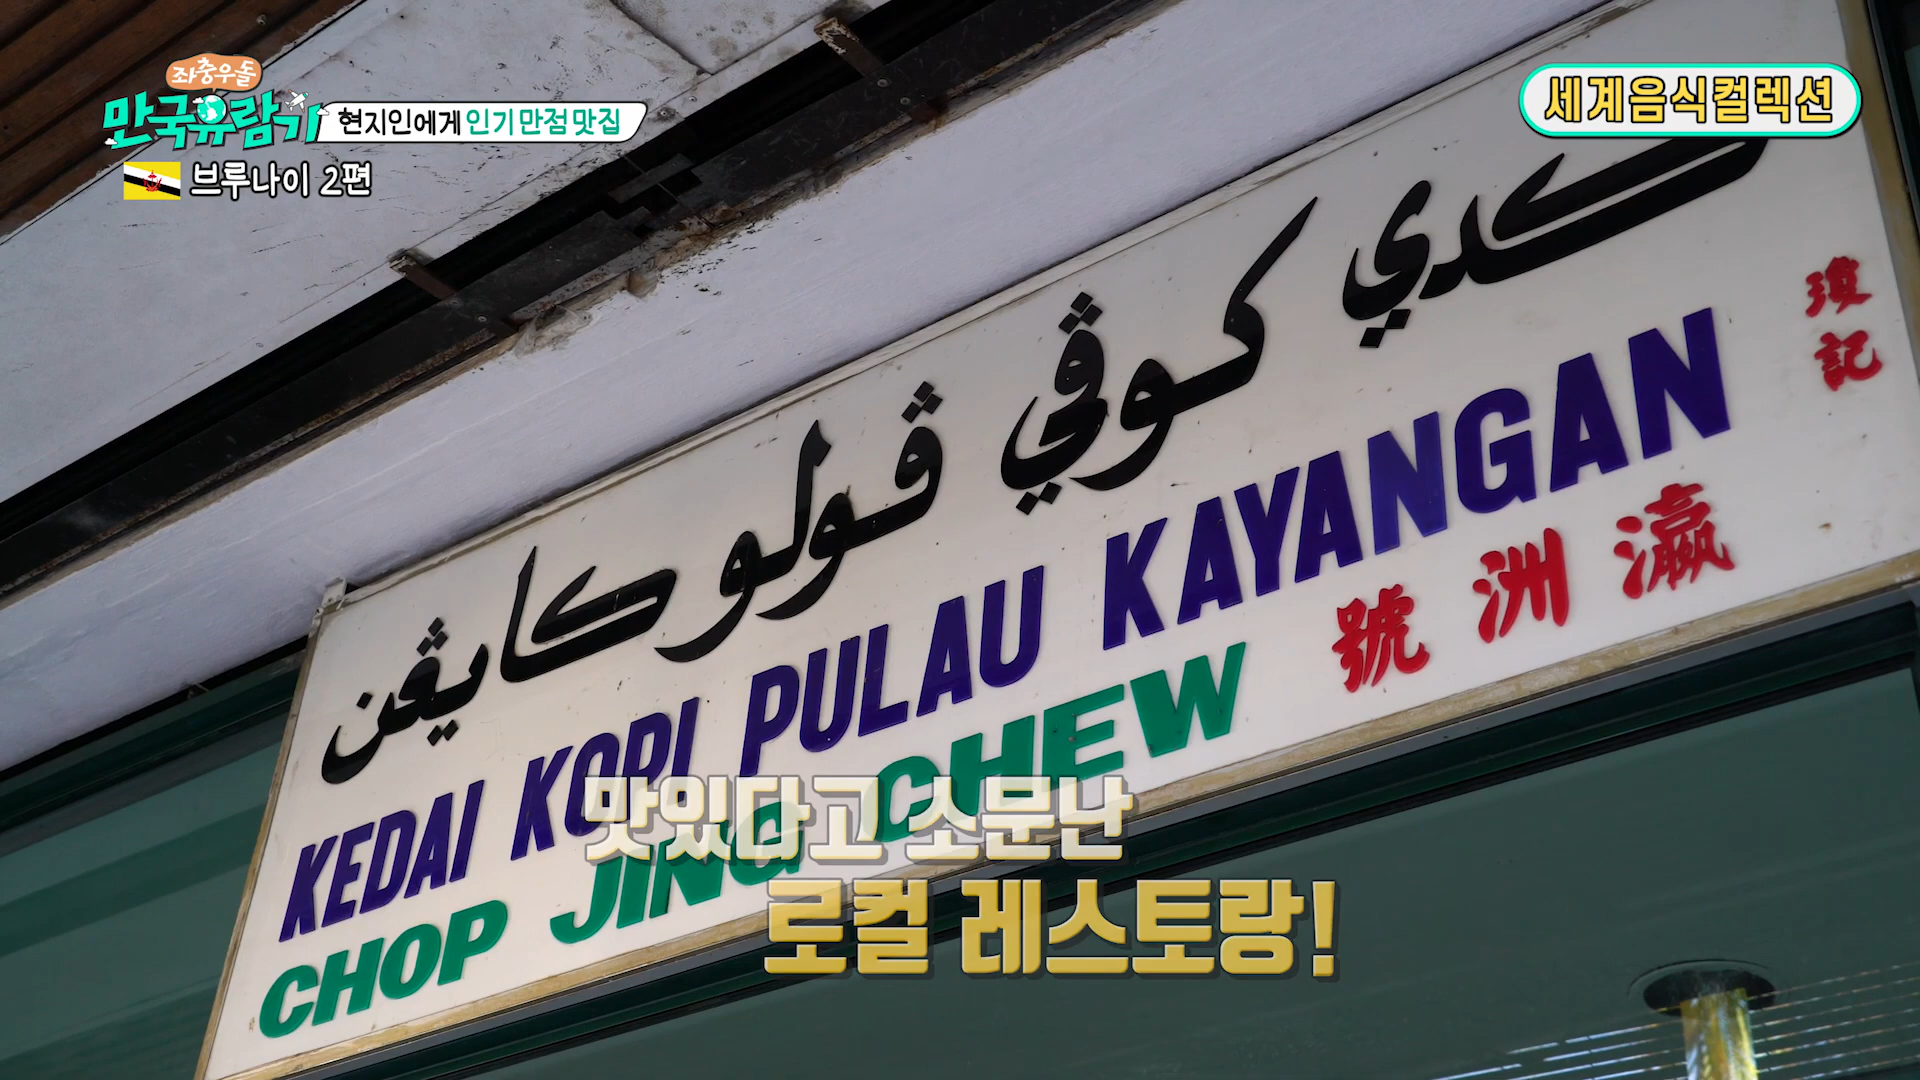 좌충우돌
만국유람기
현지인에게 인기 만점 맛집
브루나이 2편
세계음식컬렉션
كدي كوڤي ڤولو كايڠن
KEDAI KOPI PULAU KAYANGAN
CHOP JING CHEW
號洲瀛
記
맛있다고 소문난
로컬 레스토랑!